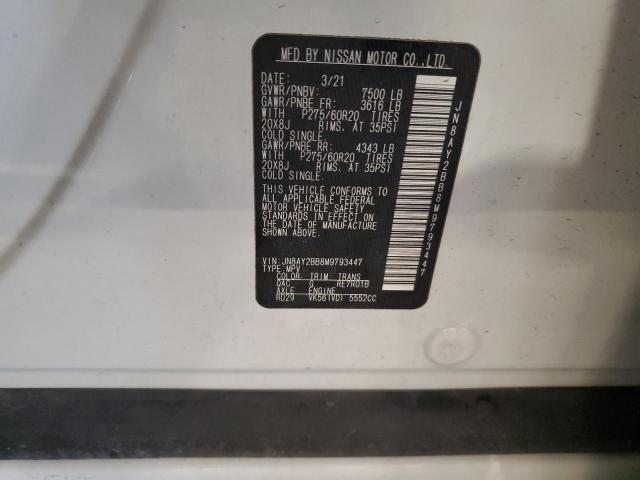 MFD BY NISSAN MOTOR CO.,LTD.
DATE: 3/21
GVWR/PNBV: 7500 LB
GAWR/PNBE FR: 3616 LB
WITH P275/60R20 TIRES
20X8J RIMS. AT 35PSI
COLD SINGLE.
GAWR/PNBE RR: 4343 LB
WITH P275/60R20 TIRES
20X8J RIMS. AT 35PSI
COLD SINGLE.
THIS VEHICLE CONFORMS TO
ALL APPLICABLE FEDERAL
MOTOR VEHICLE SAFETY
STANDARDS IN EFFECT ON
THE DATE OF MANUFACTURE
SHOWN ABOVE.
VIN:JN8AY2BB8M9793447
TYPE:MPV
COLOR TRIM TRANS
QAC G RE7R01B
AXLE ENGINE
RD29 VK56(VD) 5552CC
JN8AY2BB8M9793447